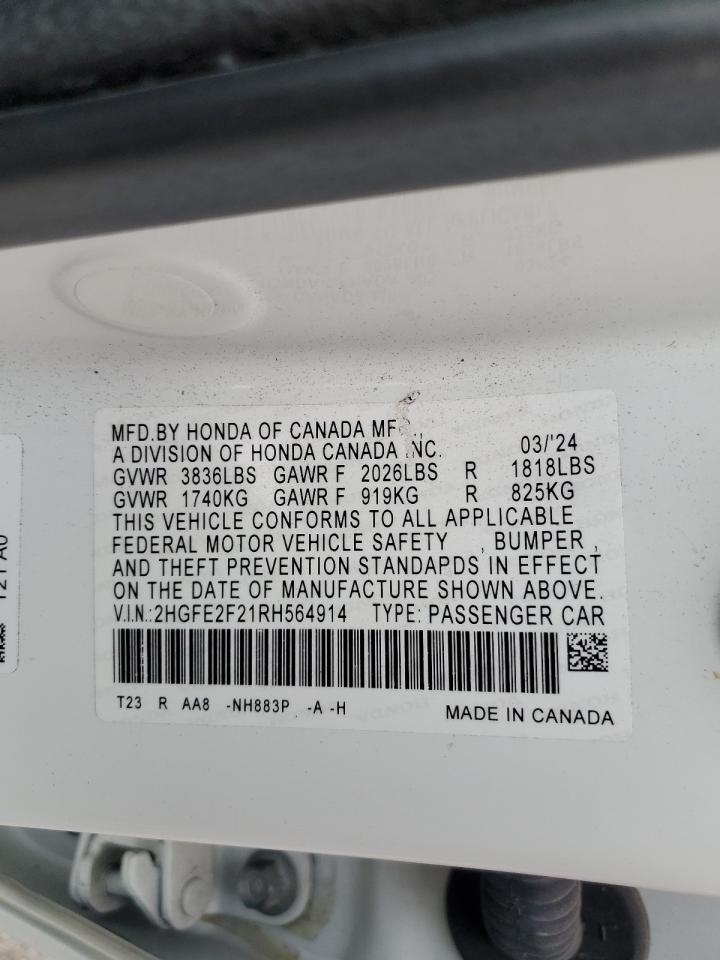 MFD.BY HONDA OF CANADA MF
A DIVISION OF HONDA CANADA INC. 03/'24
GVWR 3836LBS GAWR F 2026LBS R 1818LBS
GVWR 1740KG GAWR F 919KG R 825KG
THIS VEHICLE CONFORMS TO ALL APPLICABLE
FEDERAL MOTOR VEHICLE SAFETY , BUMPER ,
AND THEFT PREVENTION STANDAPDS IN EFFECT
ON THE DATE OF MANUFACTURE SHOWN ABOVE.
V.I.N.:2HGFE2F21RH564914 TYPE: PASSENGER CAR
T23 R AA8 -NH883P -A -H
MADE IN CANADA